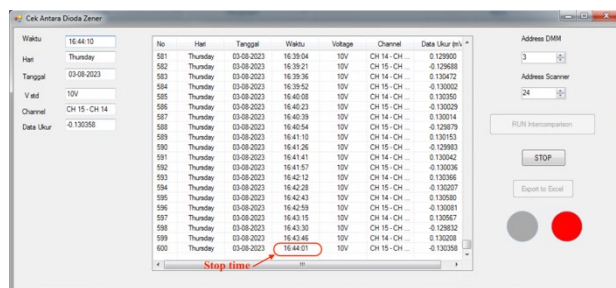 Cek Antara Dioda Zener
Waktu 16:44:10
Hari Thursday
Tanggal 03-08-2023
V std 10V
Channel CH 15 - CH 14
Data Ukur -0.130358
No Hari Tanggal Waktu Voltage Channel Data Ukur (mV
581 Thursday 03-08-2023 16:39:04 10V CH 14 - CH ... 0.129900
582 Thursday 03-08-2023 16:39:21 10V CH 15 - CH ... -0.129688
583 Thursday 03-08-2023 16:39:36 10V CH 14 - CH ... 0.130472
584 Thursday 03-08-2023 16:39:52 10V CH 15 - CH ... -0.130002
585 Thursday 03-08-2023 16:40:08 10V CH 14 - CH ... 0.130350
586 Thursday 03-08-2023 16:40:23 10V CH 15 - CH ... -0.130029
587 Thursday 03-08-2023 16:40:39 10V CH 14 - CH ... 0.130014
588 Thursday 03-08-2023 16:40:54 10V CH 15 - CH ... -0.129879
589 Thursday 03-08-2023 16:41:10 10V CH 14 - CH ... 0.130153
590 Thursday 03-08-2023 16:41:26 10V CH 15 - CH ... -0.129983
591 Thursday 03-08-2023 16:41:41 10V CH 14 - CH ... 0.130042
592 Thursday 03-08-2023 16:41:57 10V CH 15 - CH ... -0.130036
593 Thursday 03-08-2023 16:42:12 10V CH 14 - CH ... 0.130366
594 Thursday 03-08-2023 16:42:28 10V CH 15 - CH ... -0.130207
595 Thursday 03-08-2023 16:42:43 10V CH 14 - CH ... 0.130580
596 Thursday 03-08-2023 16:42:59 10V CH 15 - CH ... -0.130081
597 Thursday 03-08-2023 16:43:15 10V CH 14 - CH ... 0.130567
598 Thursday 03-08-2023 16:43:30 10V CH 15 - CH ... -0.129832
599 Thursday 03-08-2023 16:43:46 10V CH 14 - CH ... 0.130208
600 Thursday 03-08-2023 16:44:01 10V CH 15 - CH ... -0.130358
Stop time
Address DMM
3
Address Scanner
24
RUN Intercomparison
STOP
Export to Excel